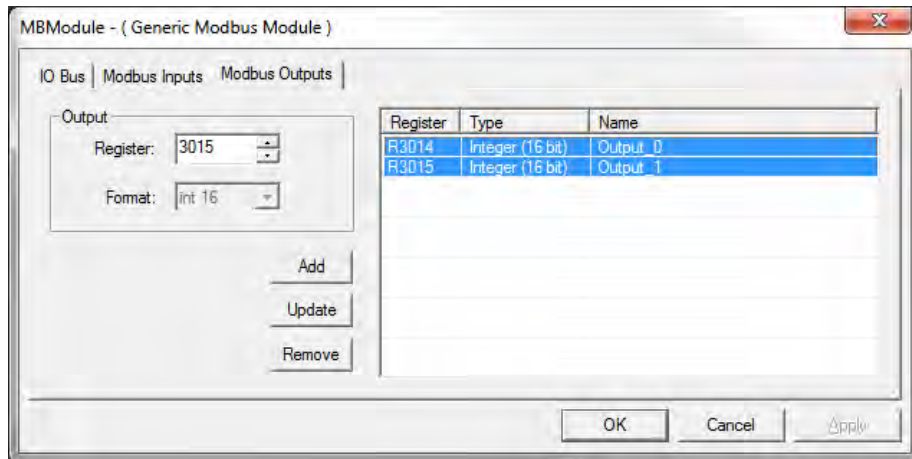 MBModule - ( Generic Modbus Module )
IO Bus Modbus Inputs Modbus Outputs
Output
Register: 3015
Format: int 16
Add
Update
Remove
Register Type Name
R3014 Integer (16 bit) Output_0
R3015 Integer (16 bit) Output_1
OK Cancel Apply